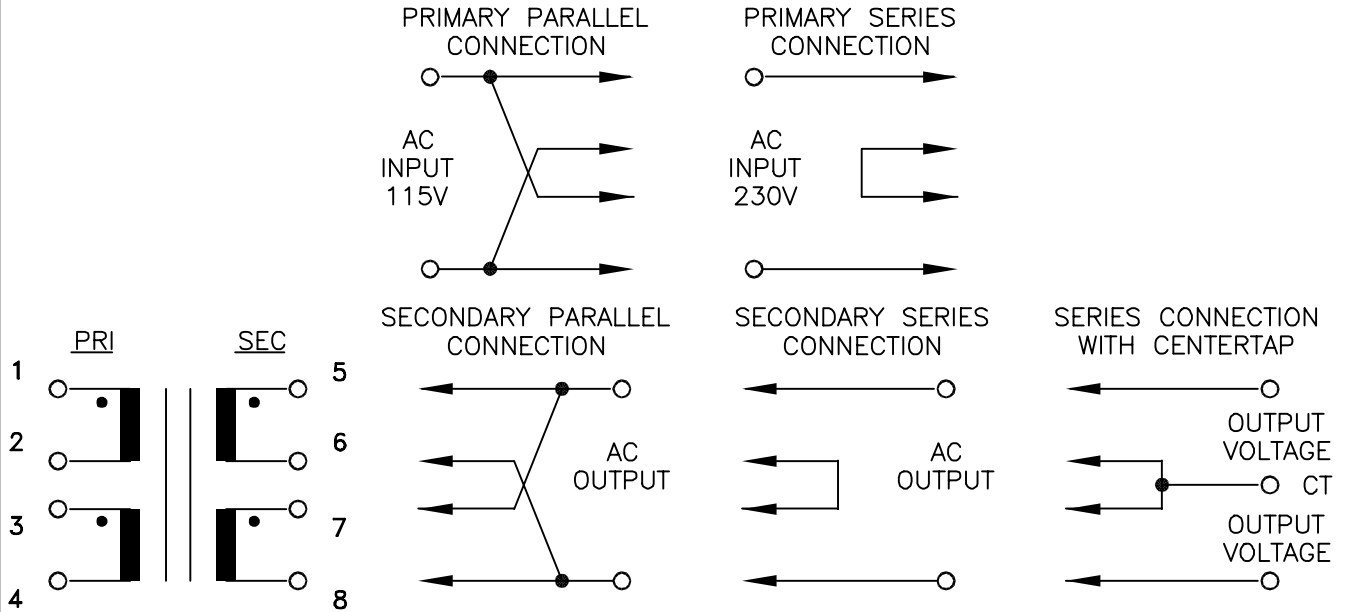 PRIMARY PARALLEL
CONNECTION
AC
INPUT
115V
PRIMARY SERIES
CONNECTION
AC
INPUT
230V
PRI
SEC
1
2
3
4
5
6
7
8
SECONDARY PARALLEL
CONNECTION
AC
OUTPUT
SECONDARY SERIES
CONNECTION
AC
OUTPUT
SERIES CONNECTION
WITH CENTERTAP
OUTPUT
VOLTAGE
CT
OUTPUT
VOLTAGE